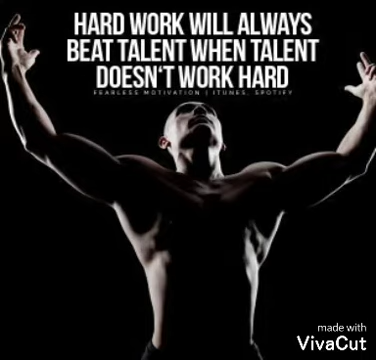 HARD WORK WILL ALWAYS
BEAT TALENT WHEN TALENT
DOESN'T WORK HARD
FEARLESS MOTIVATION | ITUNES, SPOTIFY
made with
VivaCut